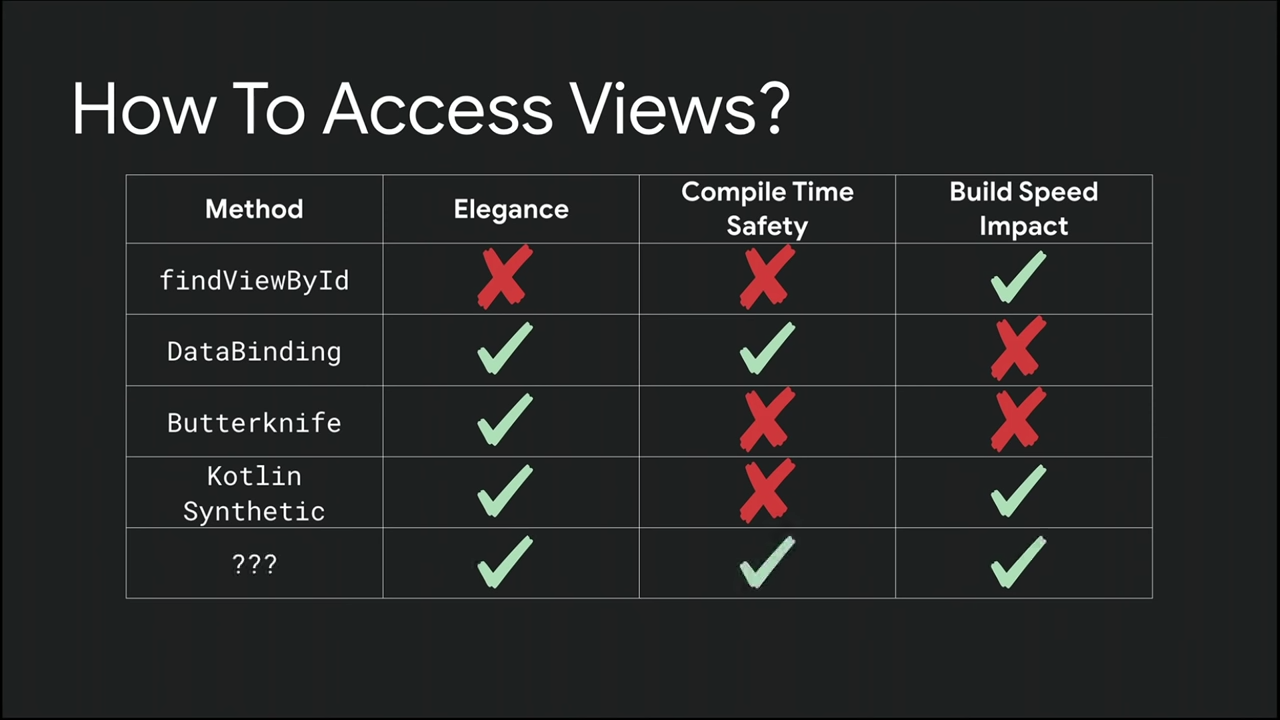 How To Access Views?
Method
Elegance
Compile Time
Safety
Build Speed
Impact
findViewById
DataBinding
Butterknife
Kotlin
Synthetic
???